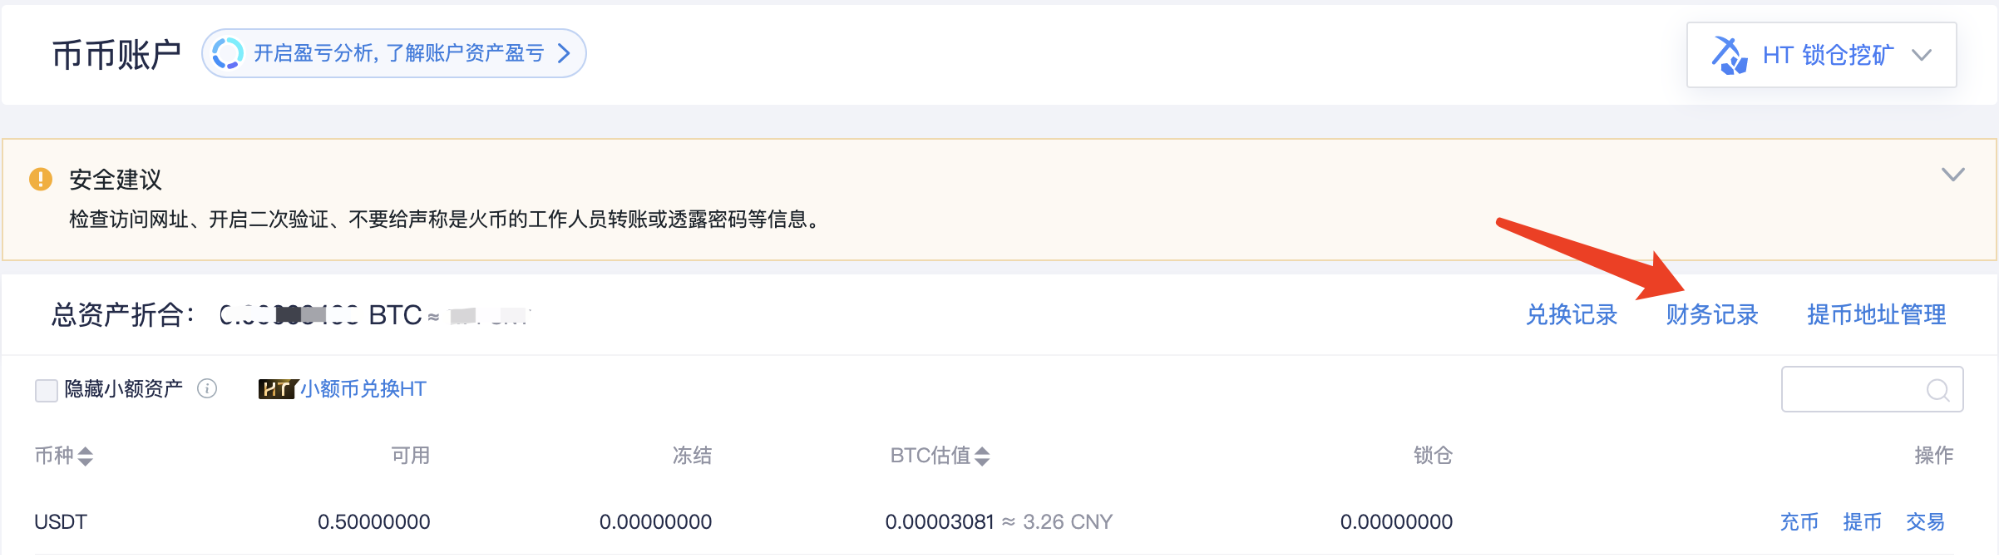 币币账户
开启盈亏分析, 了解账户资产盈亏
HT 锁仓挖矿
安全建议
检查访问网址、开启二次验证、不要给声称是火币的工作人员转账或透露密码等信息。
总资产折合： BTC ≈
兑换记录 财务记录 提币地址管理
隐藏小额资产 HT 小额币兑换HT
币种 可用 冻结 BTC估值 锁仓 操作
USDT 0.50000000 0.00000000 0.00003081 ≈ 3.26 CNY 0.00000000 充币 提币 交易